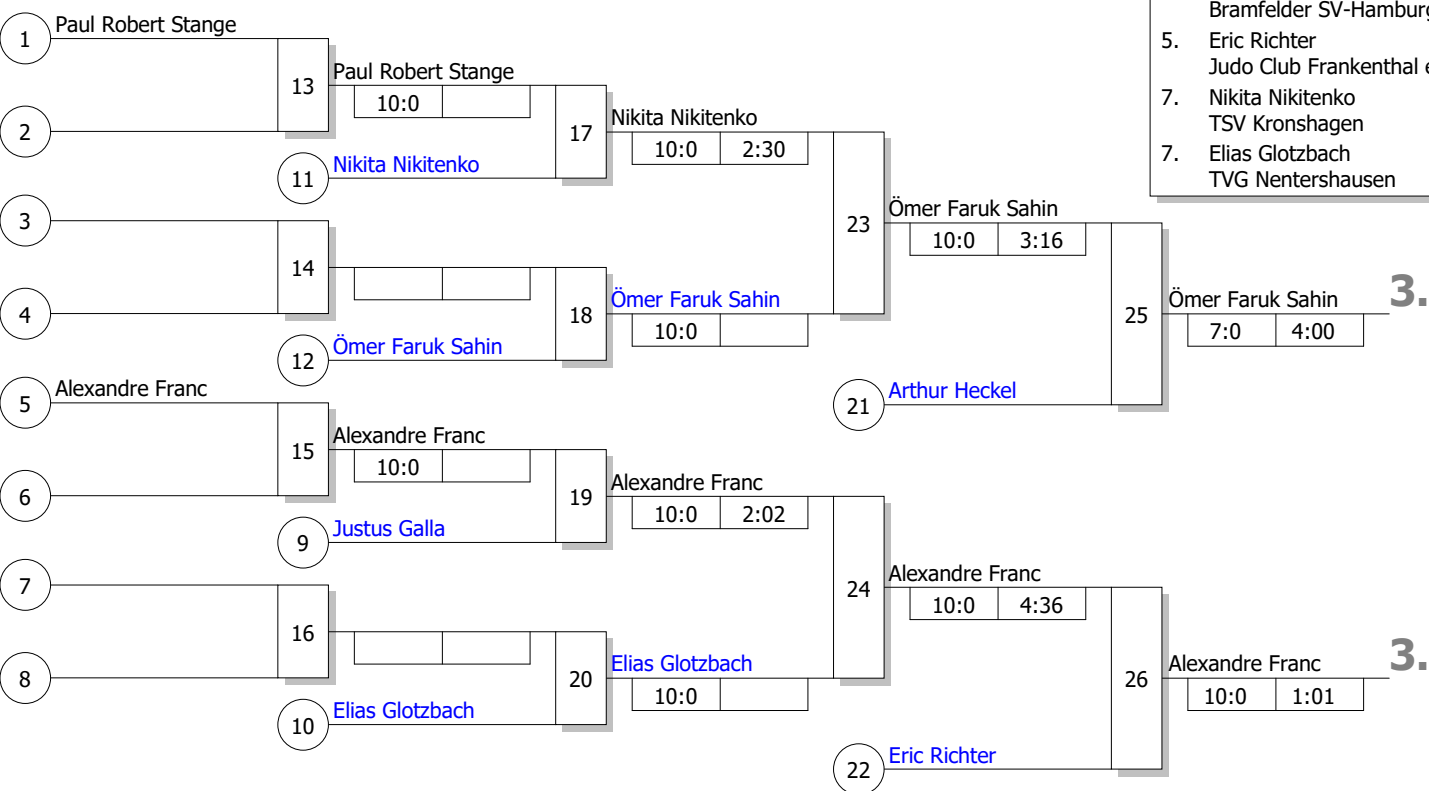 Bramfelder SV-Hamburg
5. Eric Richter
Judo Club Frankenthal e
7. Nikita Nikitenko
TSV Kronshagen
7. Elias Glotzbach
TVG Nentershausen
1 Paul Robert Stange
2
13 Paul Robert Stange
10:0
11 Nikita Nikitenko
17 Nikita Nikitenko
10:0 2:30
3
4
14
12 Ömer Faruk Sahin
18 Ömer Faruk Sahin
10:0
23 Ömer Faruk Sahin
10:0 3:16
21 Arthur Heckel
25 Ömer Faruk Sahin 3.
7:0 4:00
5 Alexandre Franc
6
15 Alexandre Franc
10:0
9 Justus Galla
19 Alexandre Franc
10:0 2:02
7
8
16
10 Elias Glotzbach
20 Elias Glotzbach
10:0
24 Alexandre Franc
10:0 4:36
22 Eric Richter
26 Alexandre Franc 3.
10:0 1:01